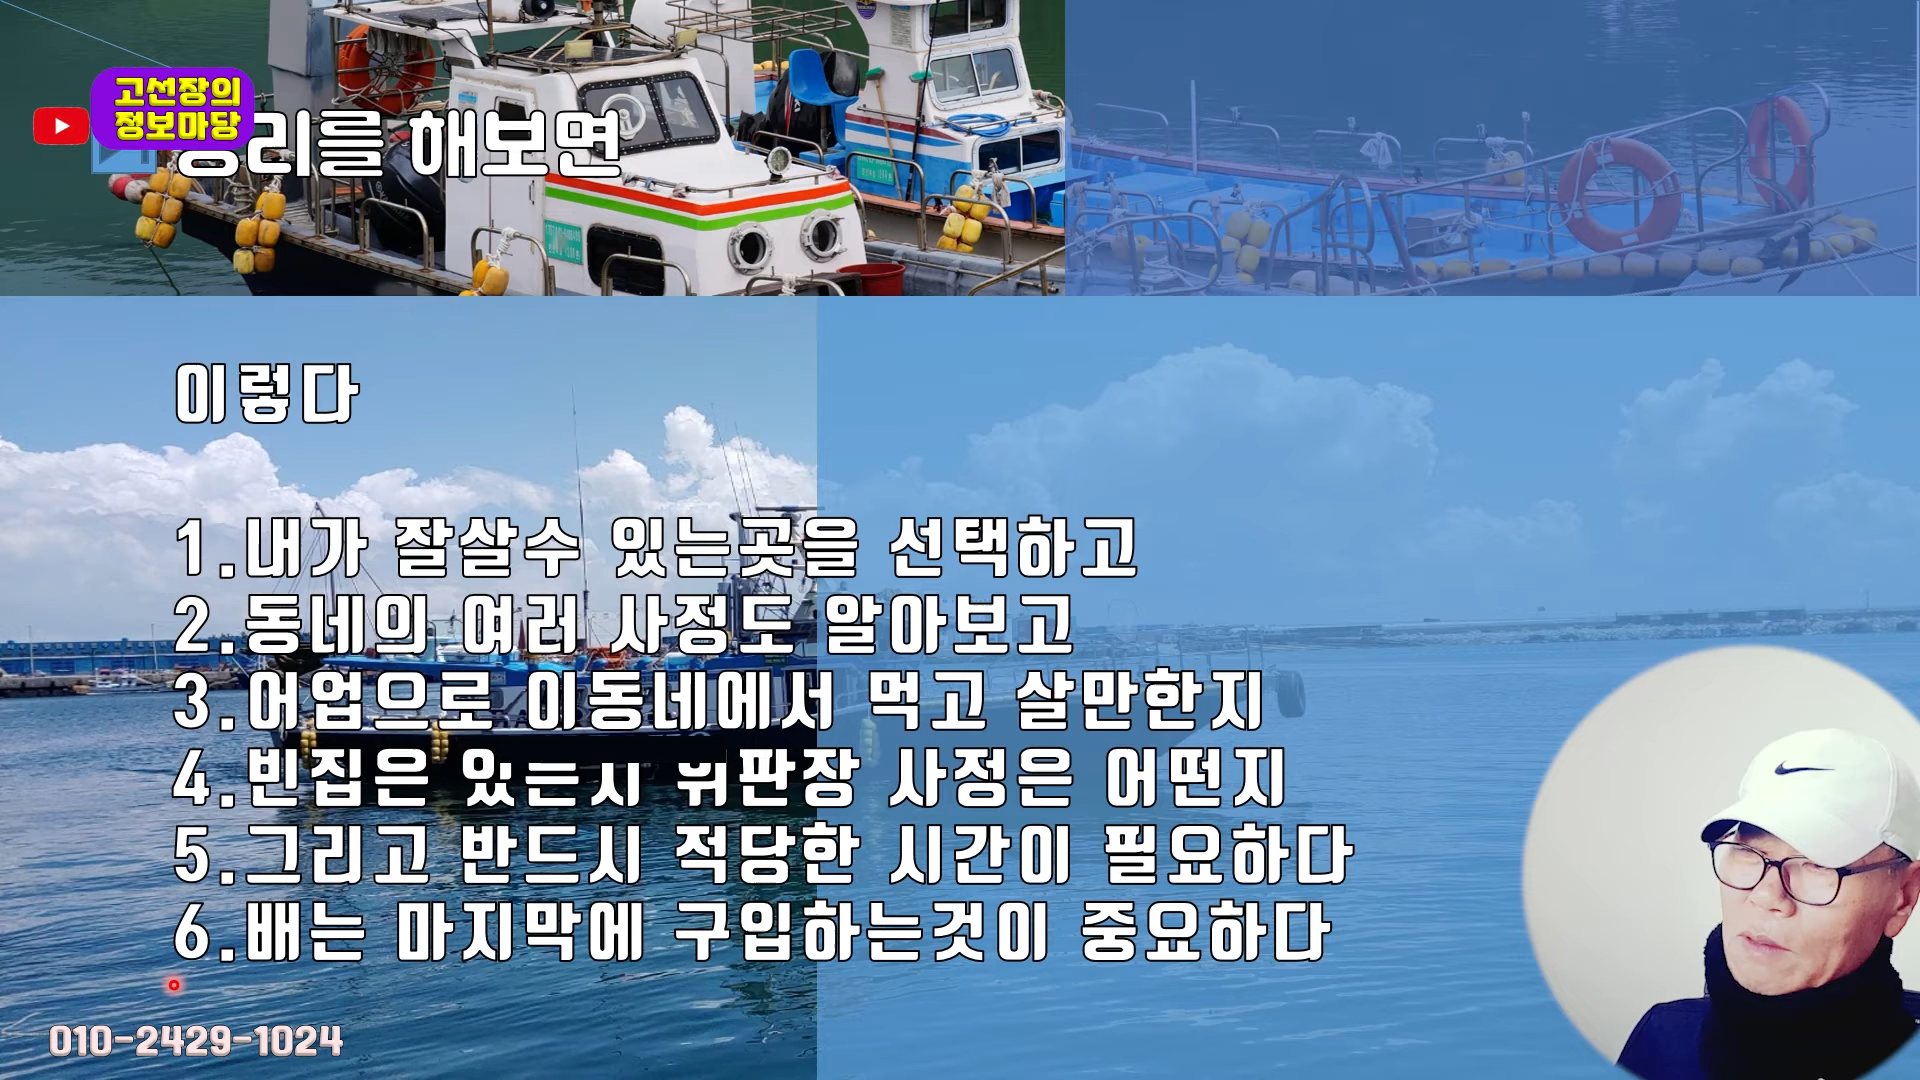 고선장의
정보마당
정리를 해보면
이렇다
1.내가 잘살수 있는곳을 선택하고
2.동네의 여러 사정도 알아보고
3.어업으로 이동네에서 먹고 살만한지
4.빈집은 있는지 위판장 사정은 어떤지
5.그리고 반드시 적당한 시간이 필요하다
6.배는 마지막에 구입하는것이 중요하다
010-2429-1024